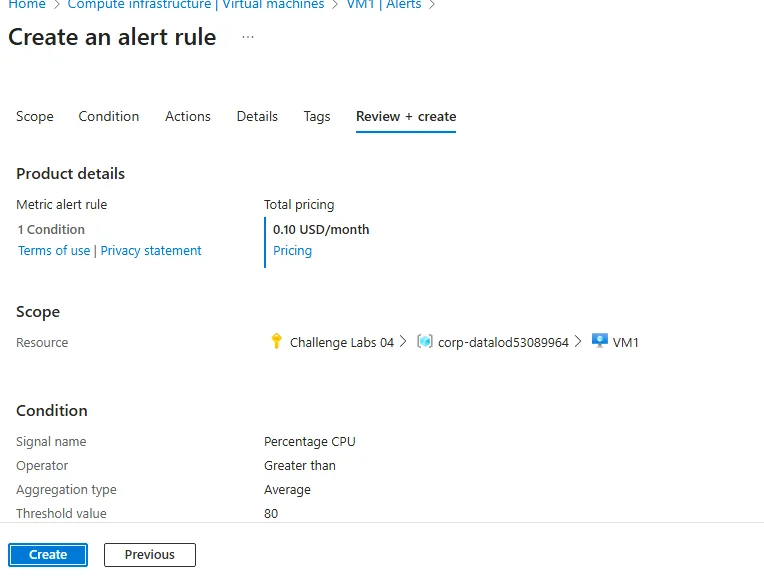 Home > Compute infrastructure | Virtual machines > VM1 | Alerts >
Create an alert rule ...
Scope Condition Actions Details Tags Review + create
Product details
Metric alert rule Total pricing
1 Condition 0.10 USD/month
Terms of use | Privacy statement Pricing
Scope
Resource Challenge Labs 04 > corp-datalod53089964 > VM1
Condition
Signal name Percentage CPU
Operator Greater than
Aggregation type Average
Threshold value 80
Create Previous